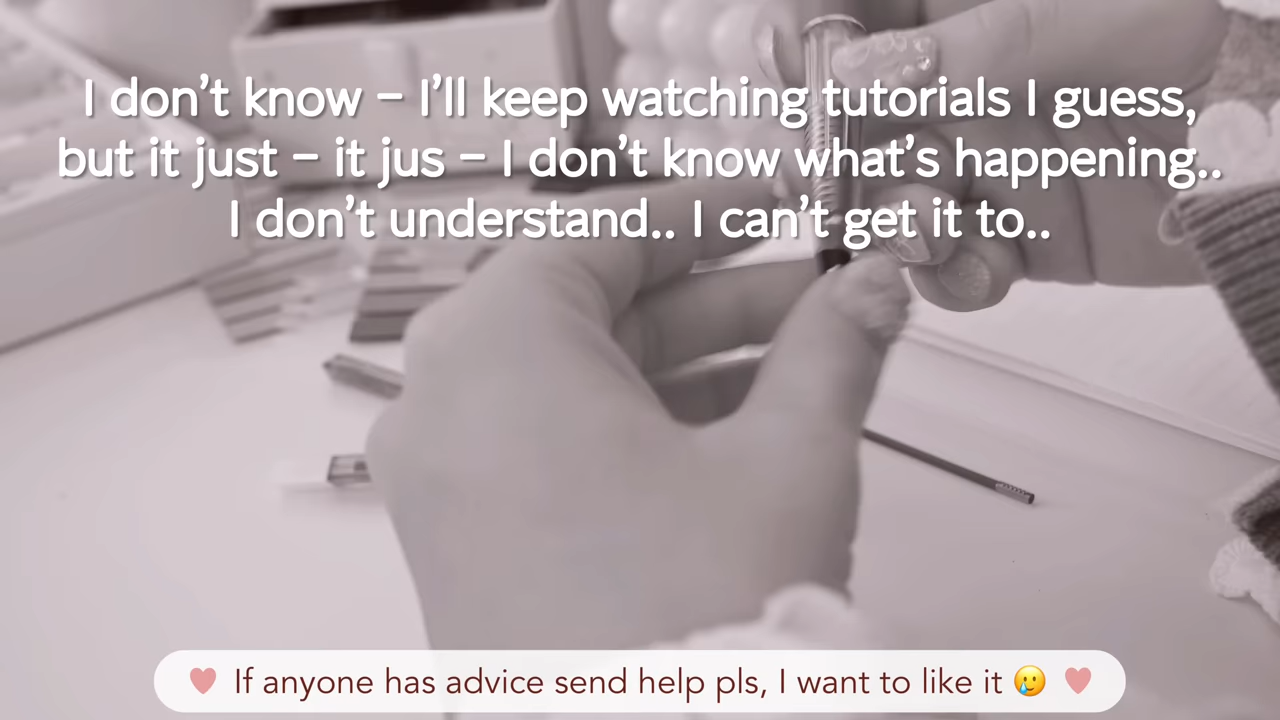 I don’t know – I’ll keep watching tutorials I guess,
but it just – it jus – I don’t know what’s happening..
I don’t understand.. I can’t get it to..
If anyone has advice send help pls, I want to like it 🥲